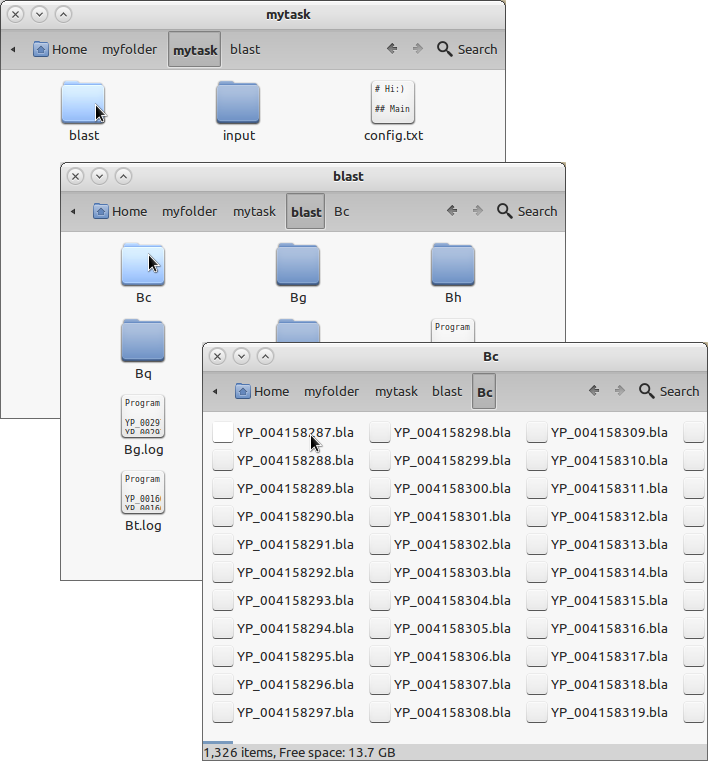 mytask
Home myfolder mytask blast Search
# Hi:)
## Main
blast input config.txt
blast
Home myfolder mytask blast Bc Search
Bc Bg Bh
Program
Bq
Program
YP_0029
Bg.log
Program
YP_0016
YP_0016
Bt.log
Bc
Home myfolder mytask blast Bc Search
YP_004158287.bla YP_004158298.bla YP_004158309.bla
YP_004158288.bla YP_004158299.bla YP_004158310.bla
YP_004158289.bla YP_004158300.bla YP_004158311.bla
YP_004158290.bla YP_004158301.bla YP_004158312.bla
YP_004158291.bla YP_004158302.bla YP_004158313.bla
YP_004158292.bla YP_004158303.bla YP_004158314.bla
YP_004158293.bla YP_004158304.bla YP_004158315.bla
YP_004158294.bla YP_004158305.bla YP_004158316.bla
YP_004158295.bla YP_004158306.bla YP_004158317.bla
YP_004158296.bla YP_004158307.bla YP_004158318.bla
YP_004158297.bla YP_004158308.bla YP_004158319.bla
1,326 items, Free space: 13.7 GB